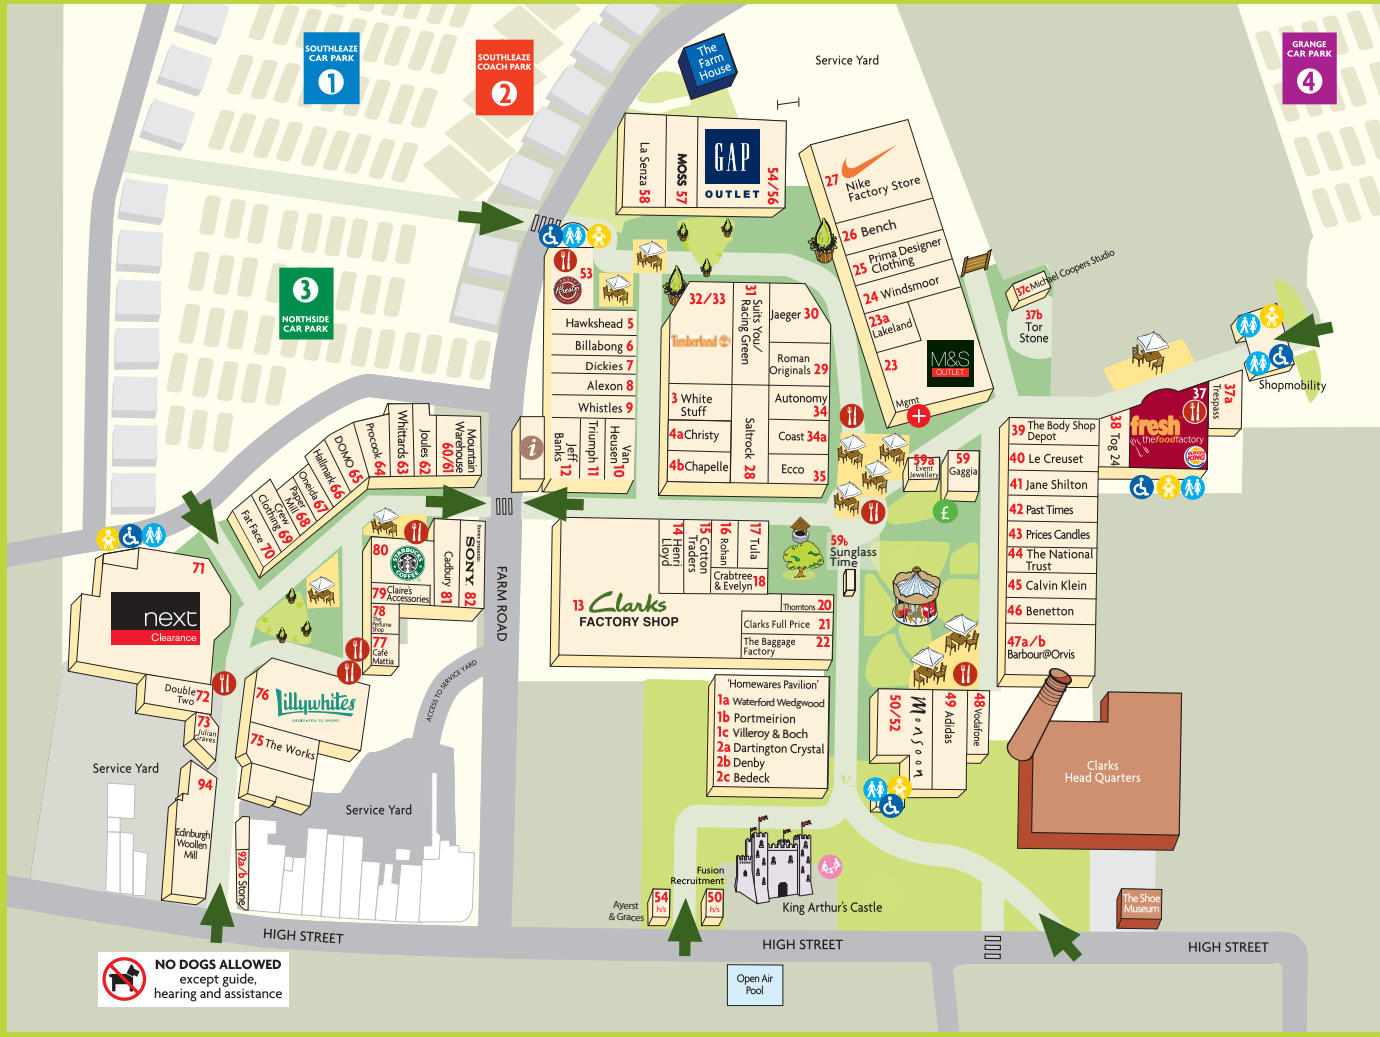 SOUTHLEAZE
CAR PARK
1
SOUTHLEAZE
COACH PARK
2
The
Farm
House
Service Yard
GRANGE
CAR PARK
4
3
NORTHSIDE
CAR PARK
La Senza 58
MOSS 57
GAP
OUTLET
54/56
27
Nike
Factory Store
26 Bench
25 Prima Designer
Clothing
24 Windsmoor
23a
Lakeland
23
M&S
OUTLET
Mgmt
37c Michael Coopers Studio
37b
Tor
Stone
Shopmobility
53
Hawkshead 5
Billabong 6
Dickies 7
Alexon 8
Whistles 9
Jeff
Banks 12
Triumph 11
Van
Heusen 10
i
32/33
Timberland
31 Suits You/
Racing Green
Jaeger 30
Roman
Originals 29
3 White
Stuff
Autonomy
34
4a Christy
Coast 34a
4b Chapelle
Saltrock 28
Ecco 35
59a
Event
Jewellery
59
Gaggia
£
39 The Body Shop
Depot
40 Le Creuset
41 Jane Shilton
42 Past Times
43 Prices Candles
44 The National
Trust
45 Calvin Klein
46 Benetton
47a/b
Barbour@Orvis
38 Tog 24
37
fresh
thefoodfactory
BURGER
KING
37a
Trespass
Mountain
Warehouse
60/61
Joules 62
Whittards 63
Procook 64
DOMO 65
Hallmark 66
Oneida 67
Paper
Mill 68
Crew
Clothing 69
Fat Face 70
71
next
Clearance
Double
Two 72
73
Julian
Graves
80
STARBUCKS
COFFEE
79 Claire's
Accessories
78
The
Perfume
Shop
77
Café
Mattia
Cadbury 81
SONY 82
FARM ROAD
ACCESS TO SERVICE YARD
76
Lillywhites
DEDICATED TO SPORT
75 The Works
Service Yard
94
Edinburgh
Woollen
Mill
92a/b Stone
Service Yard
14 Henri
Lloyd
15 Cotton
Traders
16 Rohan
17 Tula
Crabtree
& Evelyn 18
13
Clarks
FACTORY SHOP
Thorntons 20
Clarks Full Price 21
The Baggage
Factory 22
59b
Sunglass
Time
'Homewares Pavilion'
1a Waterford Wedgwood
1b Portmeirion
1c Villeroy & Boch
2a Dartington Crystal
2b Denby
2c Bedeck
50/52
Monsoon
49 Adidas
48 Vodafone
Clarks
Head Quarters
Fusion
Recruitment
Ayerst
& Graces
54
h/s
50
h/s
King Arthur's Castle
The Shoe
Museum
HIGH STREET
HIGH STREET
HIGH STREET
NO DOGS ALLOWED
except guide,
hearing and assistance
Open Air
Pool